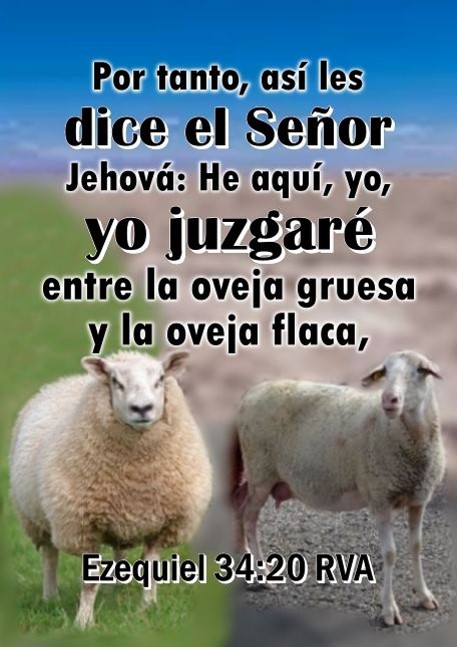 Por tanto, así les
dice el Señor
Jehová: He aquí, yo,
yo juzgaré
entre la oveja gruesa
y la oveja flaca,
Ezequiel 34:20 RVA